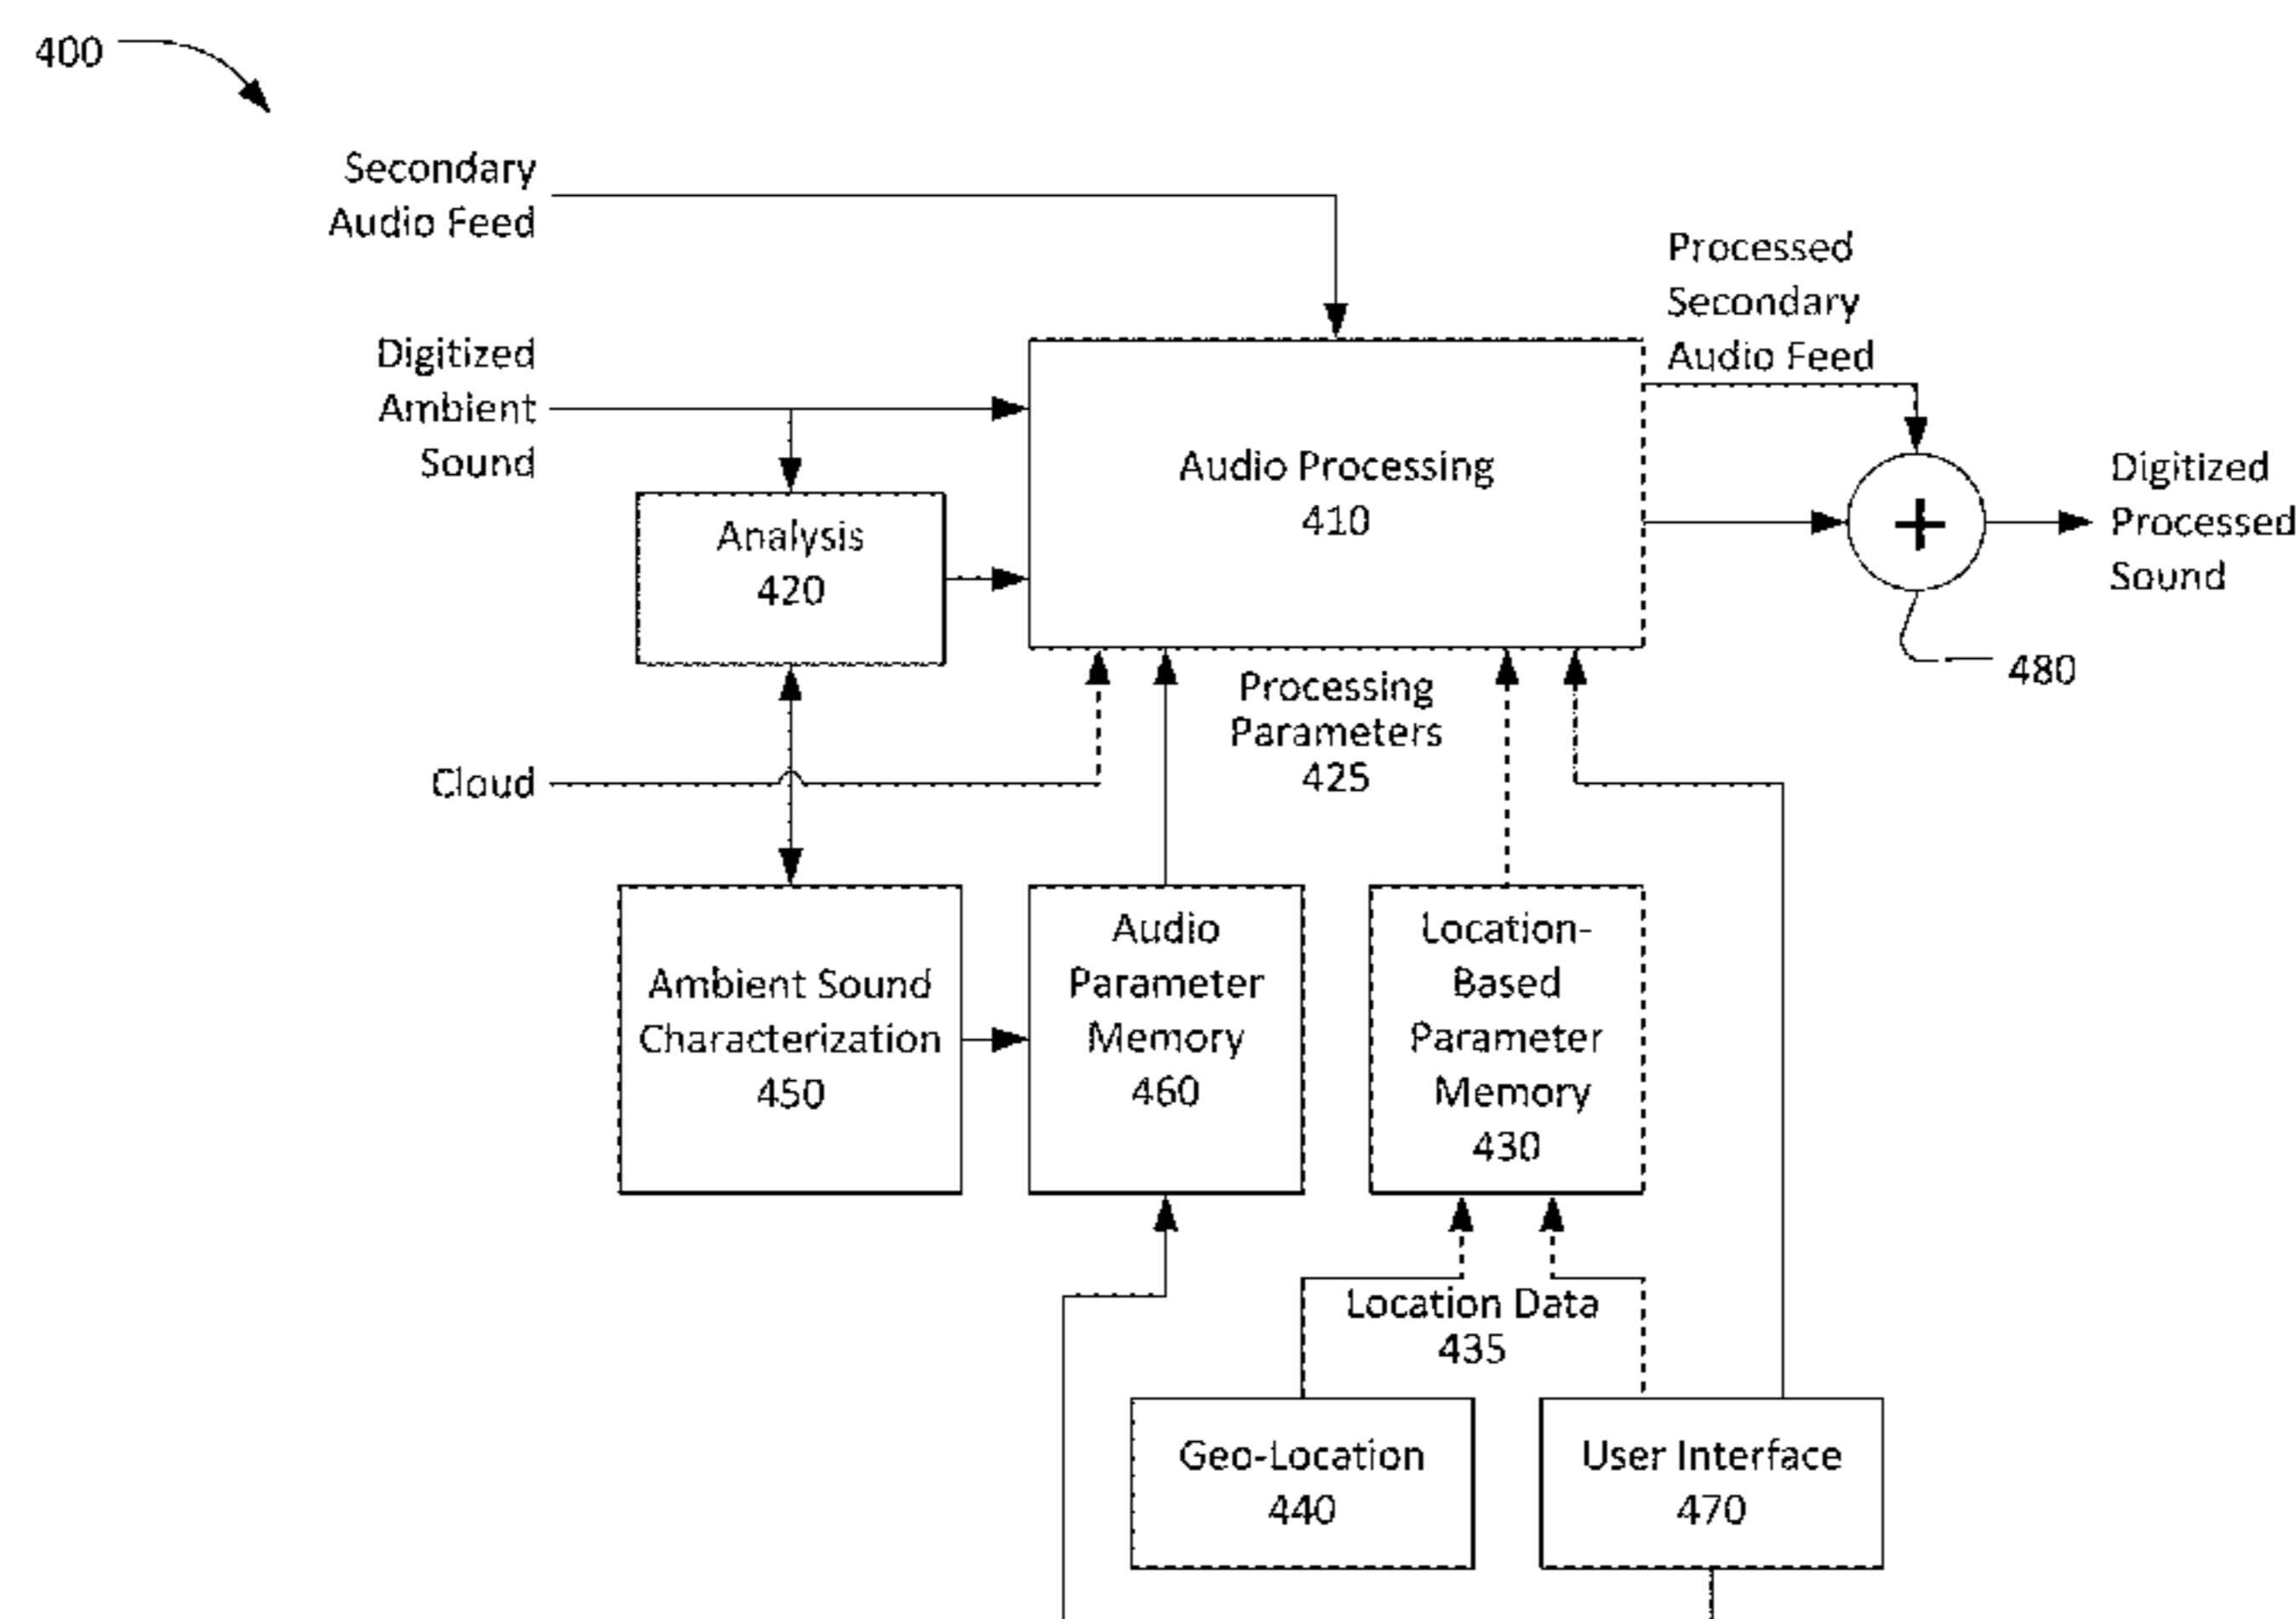 400
Secondary
Audio Feed
Digitized
Ambient
Sound
Processed
Secondary
Audio Feed
Audio Processing
410
Analysis
420
+
Digitized
Processed
Sound
480
Processing
Parameters
425
Cloud
Ambient Sound
Characterization
450
Audio
Parameter
Memory
460
Location-
Based
Parameter
Memory
430
Location Data
435
Geo-Location
440
User Interface
470